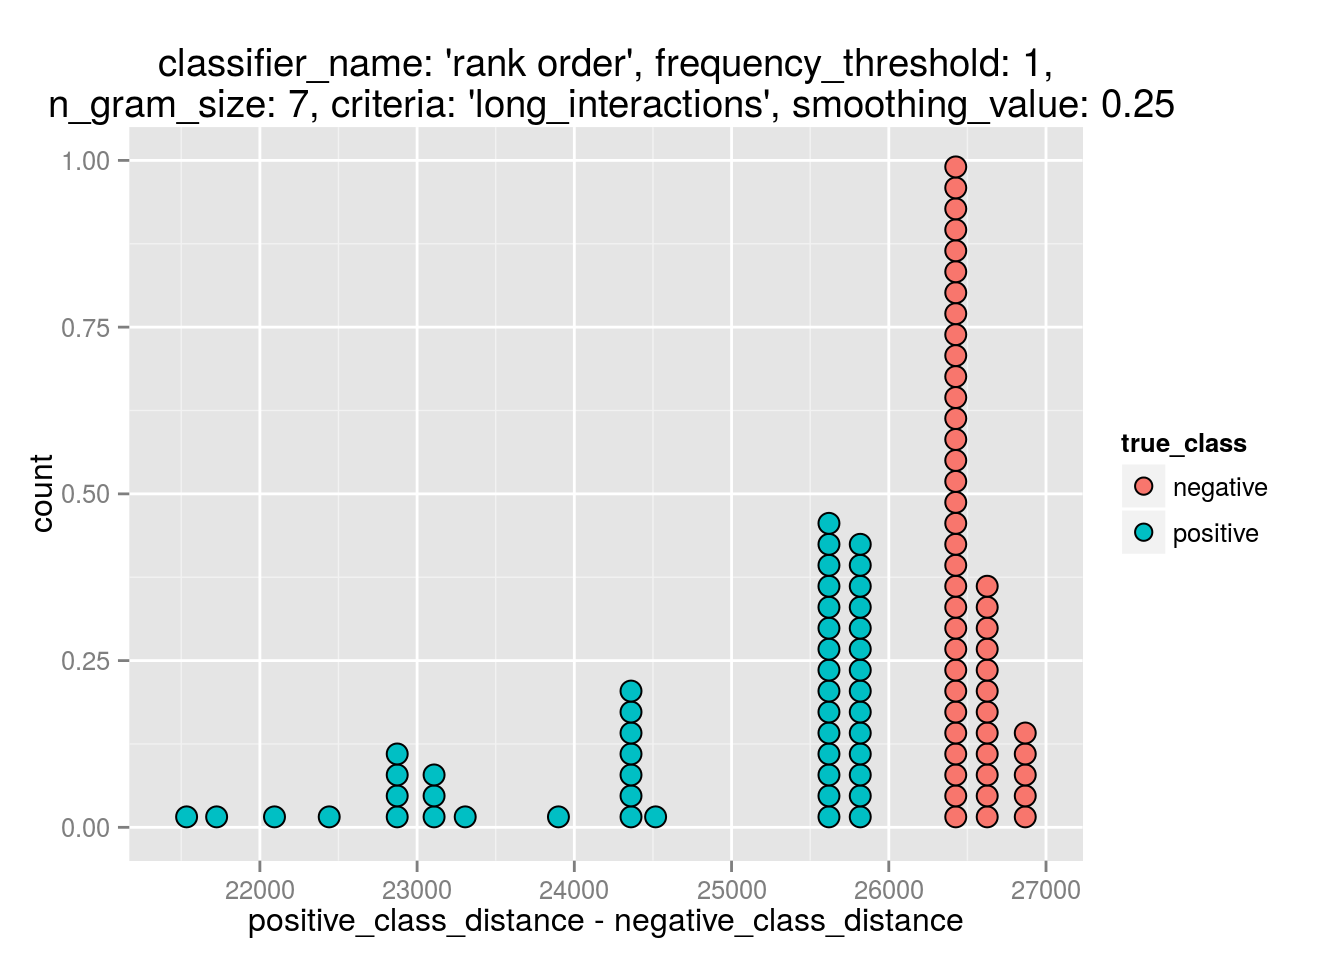 classifier_name: 'rank order', frequency_threshold: 1,
n_gram_size: 7, criteria: 'long_interactions', smoothing_value: 0.25
1.00
0.75
0.50
0.25
0.00
count
22000 23000 24000 25000 26000 27000
positive_class_distance - negative_class_distance
true_class
negative
positive